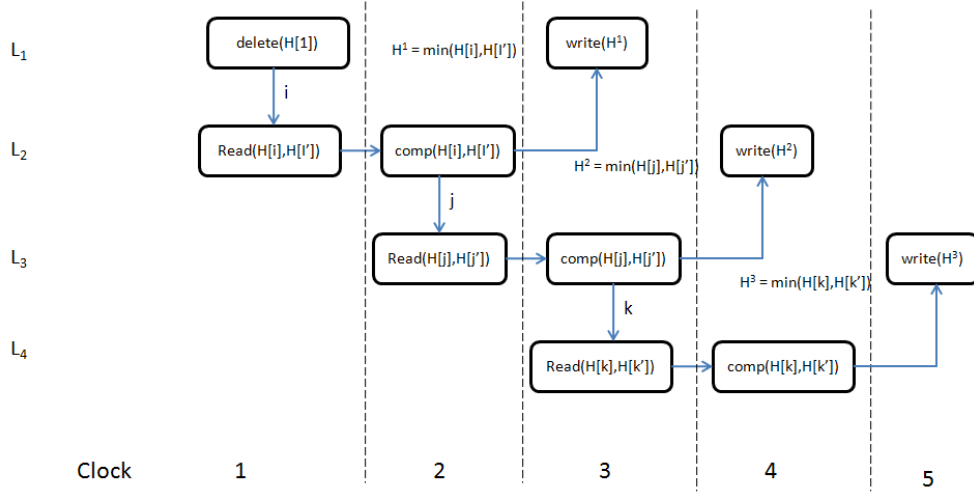 L1 delete(H[1]) H¹ = min(H[i],H[I’]) write(H¹)
i
L2 Read(H[i],H[I’]) comp(H[i],H[I’]) H² = min(H[j],H[j’]) write(H²)
j
L3 Read(H[j],H[j’]) comp(H[j],H[j’]) H³ = min(H[k],H[k’]) write(H³)
k
L4 Read(H[k],H[k’]) comp(H[k],H[k’])
Clock 1 2 3 4 5